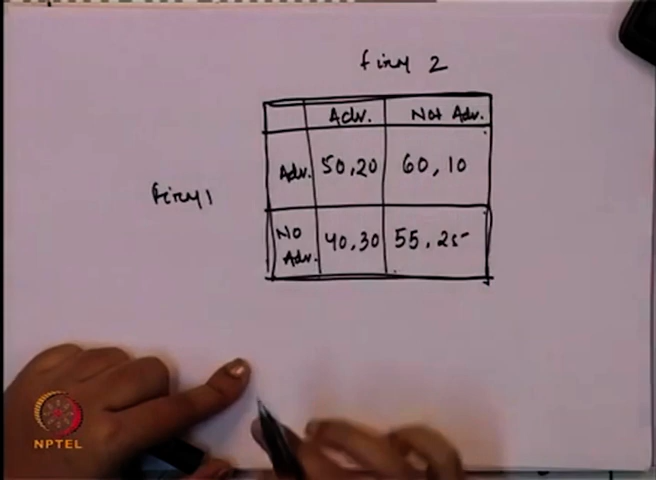 Firm 2
Adv. Not Adv.
Firm 1
Adv. 50,20 60, 10
No Adv. 40,30 55, 25
NPTEL